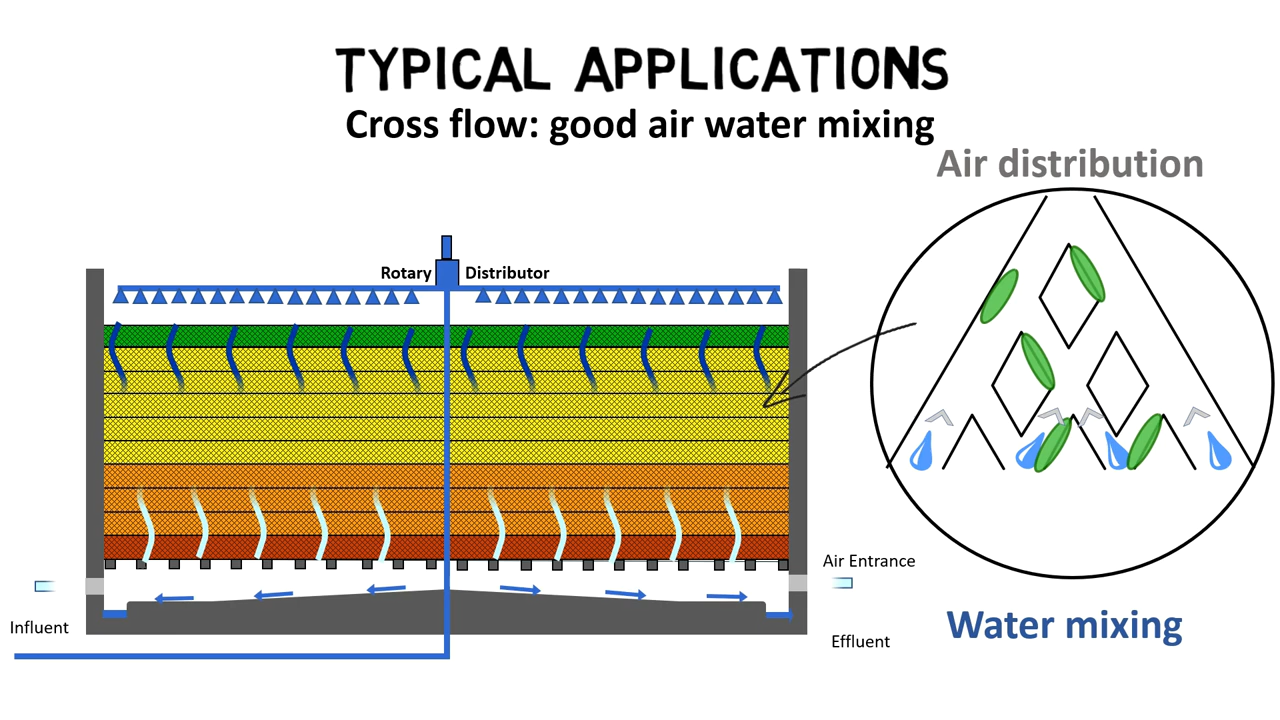 TYPICAL APPLICATIONS
Cross flow: good air water mixing
Air distribution
Rotary Distributor
Air Entrance
Influent
Effluent
Water mixing